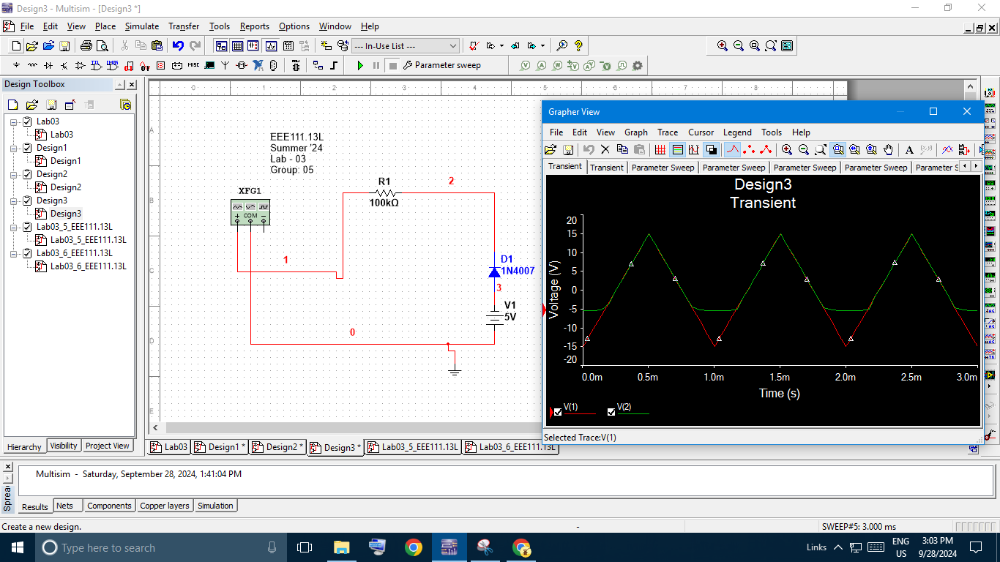 Design3 - Multisim - [Design3 *]
File Edit View Place Simulate Transfer Tools Reports Options Window Help
--- In-Use List ---
MISC
Parameter sweep
Design Toolbox
Lab03
Lab03
Design1
Design1
Design2
Design2
Design3
Design3
Lab03_5_EEE111.13L
Lab03_5_EEE111.13L
Lab03_6_EEE111.13L
Lab03_6_EEE111.13L
Hierarchy Visibility Project View
0 1 2 3 4 5 6 7 8
A
B
C
D
E
EEE111.13L
Summer '24
Lab - 03
Group: 05
XFG1
COM
R1
100kΩ
2
1
D1
1N4007
3
V1
5V
0
Grapher View
File Edit View Graph Trace Cursor Legend Tools Help
Transient Transient Parameter Sweep Parameter Sweep Parameter Sweep Parameter Sweep Parameter S
Design3
Transient
Voltage (V)
20
15
10
5
0
-5
-10
-15
-20
0.0m 0.5m 1.0m 1.5m 2.0m 2.5m 3.0m
Time (s)
V(1) V(2)
Selected Trace:V(1)
Lab03 Design1 * Design2 * Design3 * Lab03_5_EEE111.13L Lab03_6_EEE111.13L
Sprea
Multisim - Saturday, September 28, 2024, 1:41:04 PM
Results Nets Components Copper layers Simulation
Create a new design.
-
SWEEP#5: 3.000 ms
Type here to search
Links
ENG
US
3:03 PM
9/28/2024